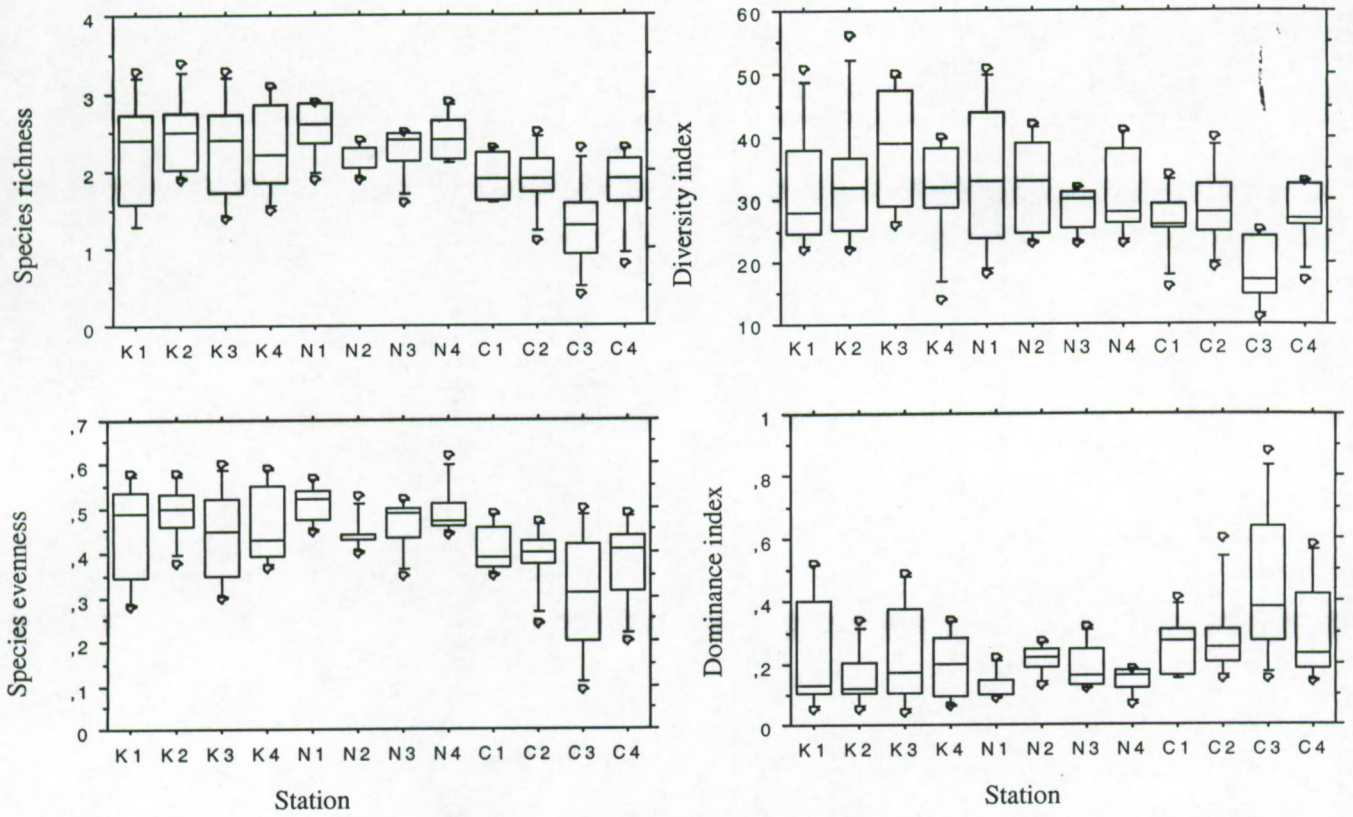 Species richness
4
3
2
1
0
K1 K2 K3 K4 N1 N2 N3 N4 C1 C2 C3 C4
Diversity index
60
50
40
30
20
10
K1 K2 K3 K4 N1 N2 N3 N4 C1 C2 C3 C4
Species eveness
,7
,6
,5
,4
,3
,2
,1
0
K1 K2 K3 K4 N1 N2 N3 N4 C1 C2 C3 C4
Station
Dominance index
1
,8
,6
,4
,2
0
K1 K2 K3 K4 N1 N2 N3 N4 C1 C2 C3 C4
Station